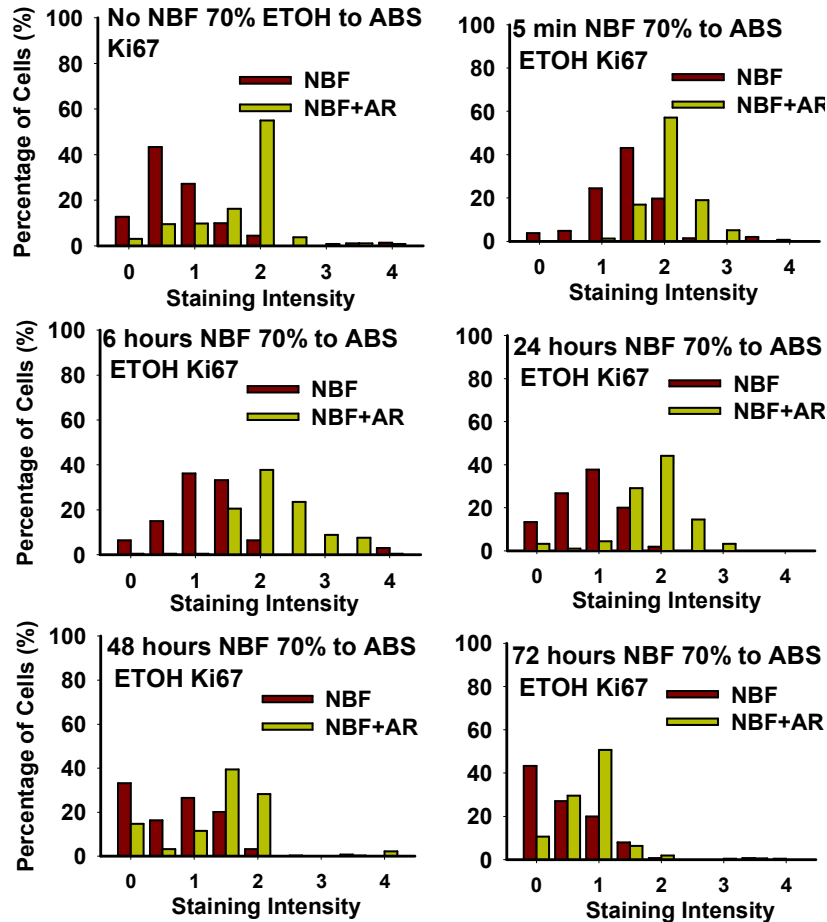 No NBF 70% ETOH to ABS
Ki67
NBF
NBF+AR
Percentage of Cells (%)
100
80
60
40
20
0
0 1 2 3 4
Staining Intensity
5 min NBF 70% to ABS
ETOH Ki67
NBF
NBF+AR
100
80
60
40
20
0
0 1 2 3 4
Staining Intensity
6 hours NBF 70% to ABS
ETOH Ki67
NBF
NBF+AR
Percentage of Cells (%)
100
80
60
40
20
0
0 1 2 3 4
Staining Intensity
24 hours NBF 70% to ABS
ETOH Ki67
NBF
NBF+AR
100
80
60
40
20
0
0 1 2 3 4
Staining Intensity
48 hours NBF 70% to ABS
ETOH Ki67
NBF
NBF+AR
Percentage of Cells (%)
100
80
60
40
20
0
0 1 2 3 4
Staining Intensity
72 hours NBF 70% to ABS
ETOH Ki67
NBF
NBF+AR
100
80
60
40
20
0
0 1 2 3 4
Staining Intensity